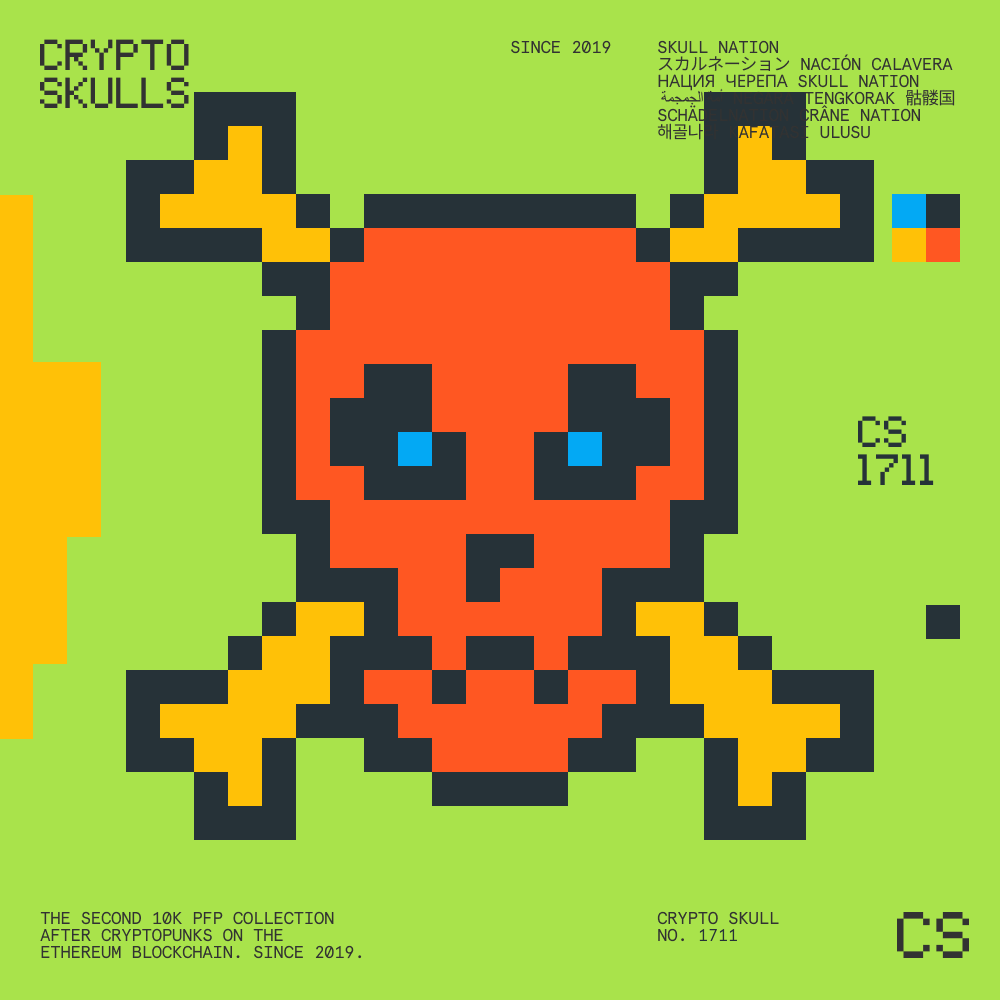 CRYPTO
SKULLS
SINCE 2019
SKULL NATION
スカルネーション NACIÓN CALAVERA
НАЦИЯ ЧЕРЕПА SKULL NATION
الجمجمة TENGKORAK 骷髅国
CRÂNE NATION
ULUSU
CS
1711
THE SECOND 10K PFP COLLECTION
AFTER CRYPTOPUNKS ON THE
ETHEREUM BLOCKCHAIN. SINCE 2019.
CRYPTO SKULL
NO. 1711
CS